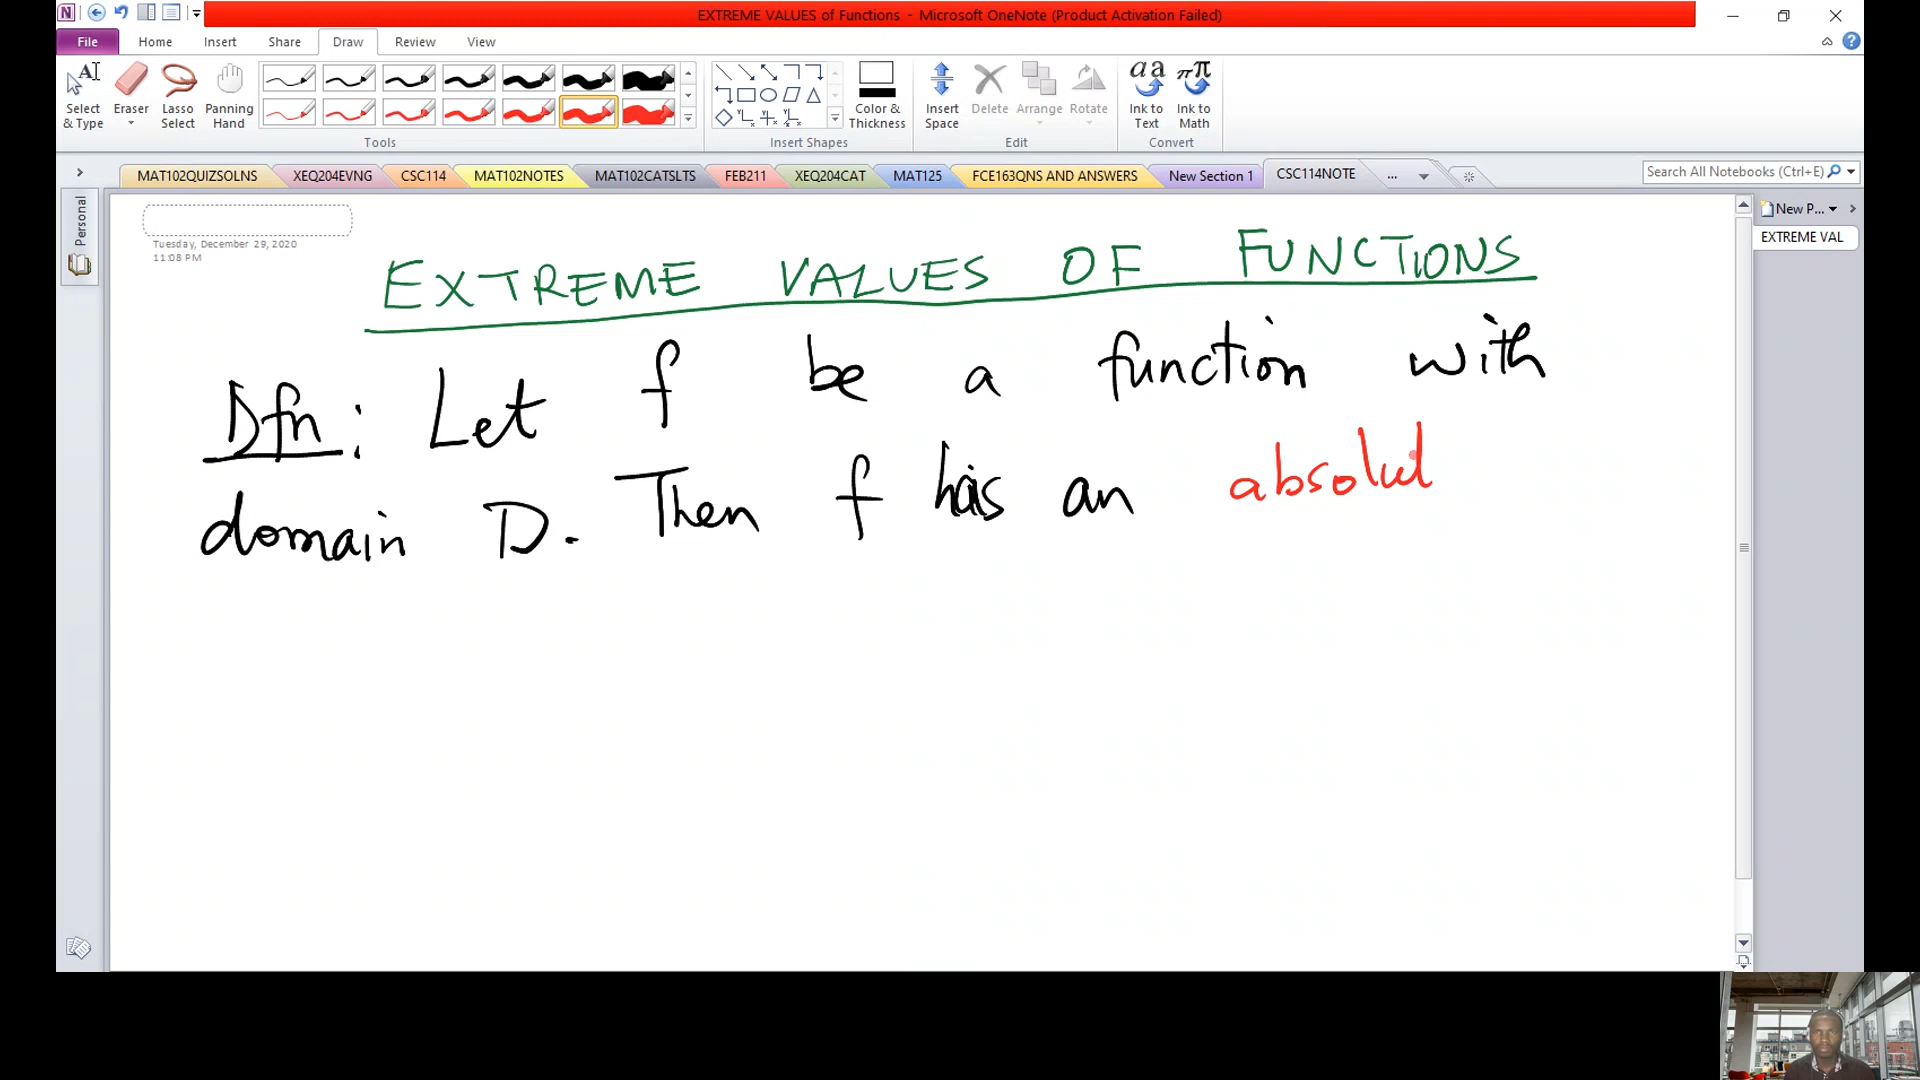 EXTREME VALUES of Functions - Microsoft OneNote (Product Activation Failed)
File Home Insert Share Draw Review View
Select & Type
Eraser
Lasso Select
Panning Hand
Color & Thickness
Insert Space
Delete
Arrange
Rotate
Ink to Text
Ink to Math
Tools
Insert Shapes
Edit
Convert
MAT102QUIZSOLNS XEQ204EVNG CSC114 MAT102NOTES MAT102CATSLTS FEB211 XEQ204CAT MAT125 FCE163QNS AND ANSWERS New Section 1 CSC114NOTE ...
Search All Notebooks (Ctrl+E)
Personal
New P...
EXTREME VAL
Tuesday, December 29, 2020
11:08 PM
EXTREME VALUES OF FUNCTIONS
Dfn: Let f be a function with
domain D. Then f has an absolut